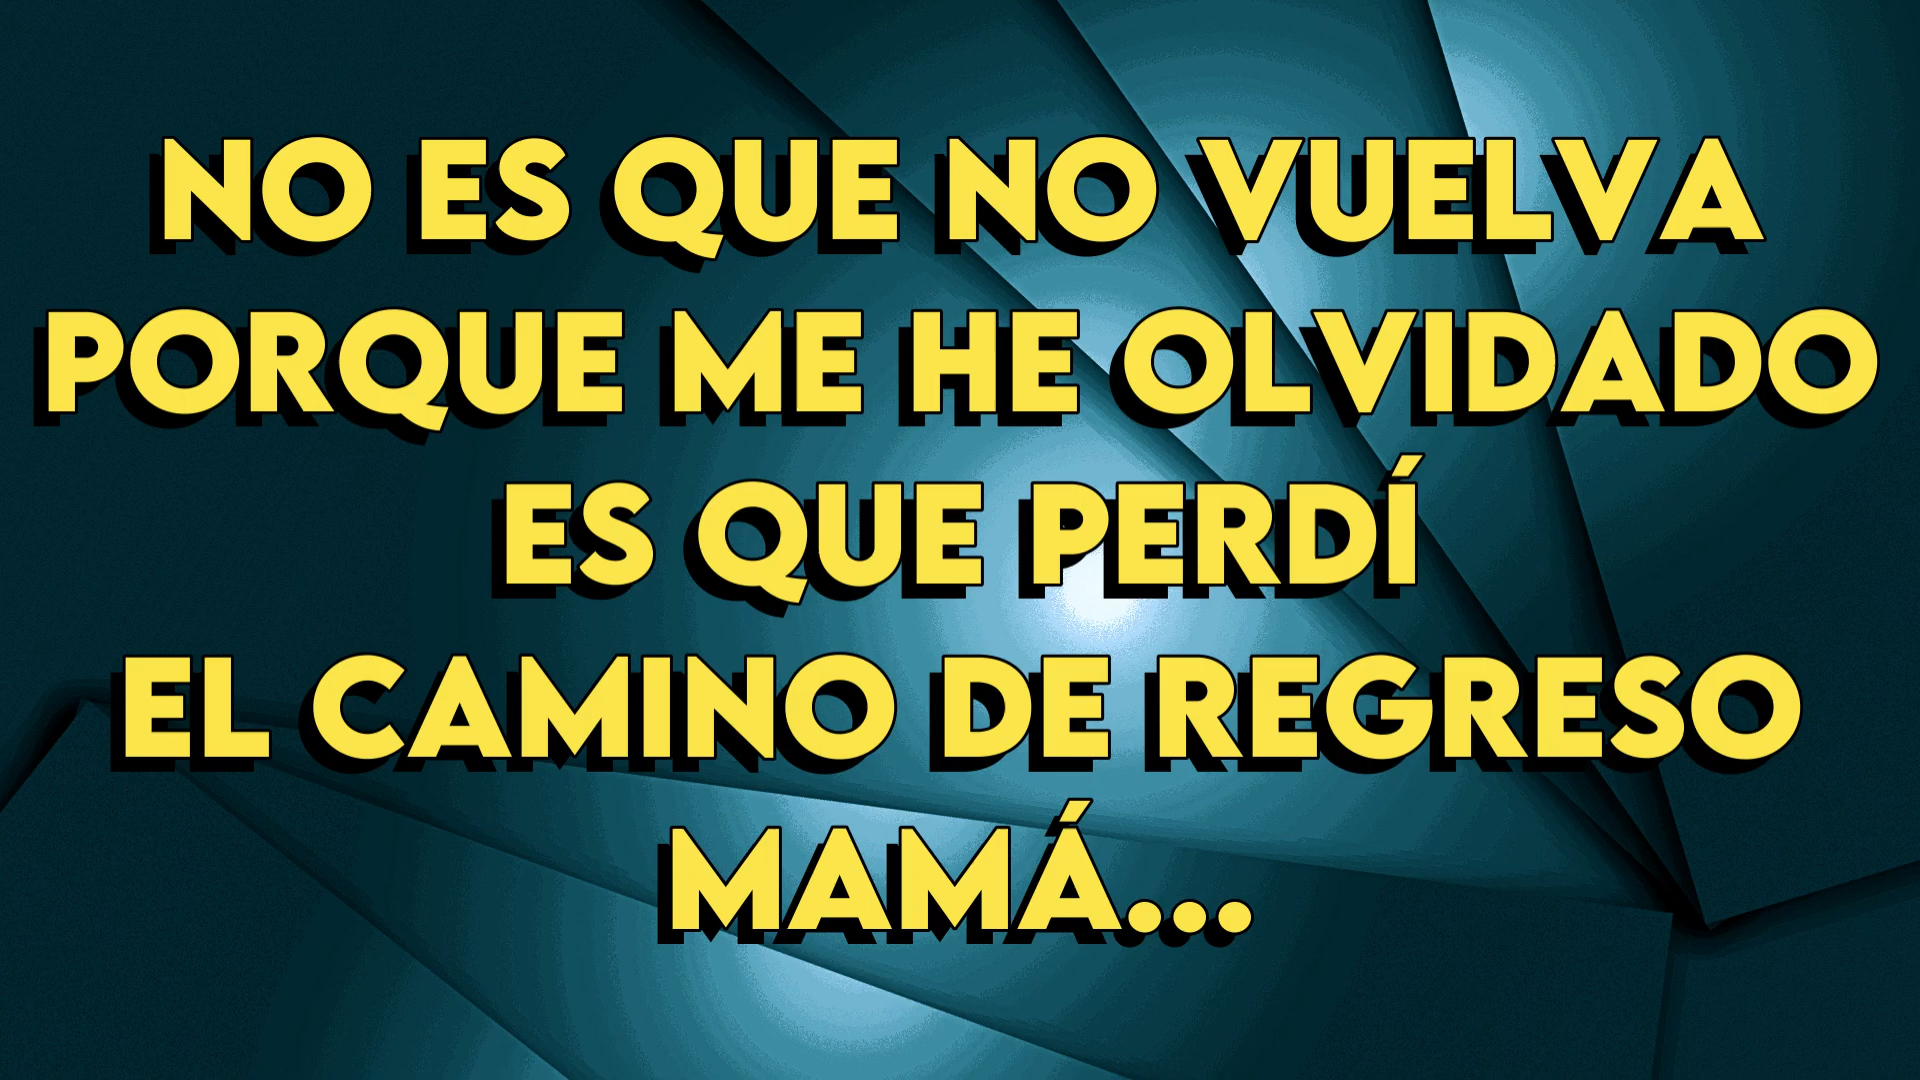 NO ES QUE NO VUELVA
PORQUE ME HE OLVIDADO
ES QUE PERDÍ
EL CAMINO DE REGRESO
MAMÁ...